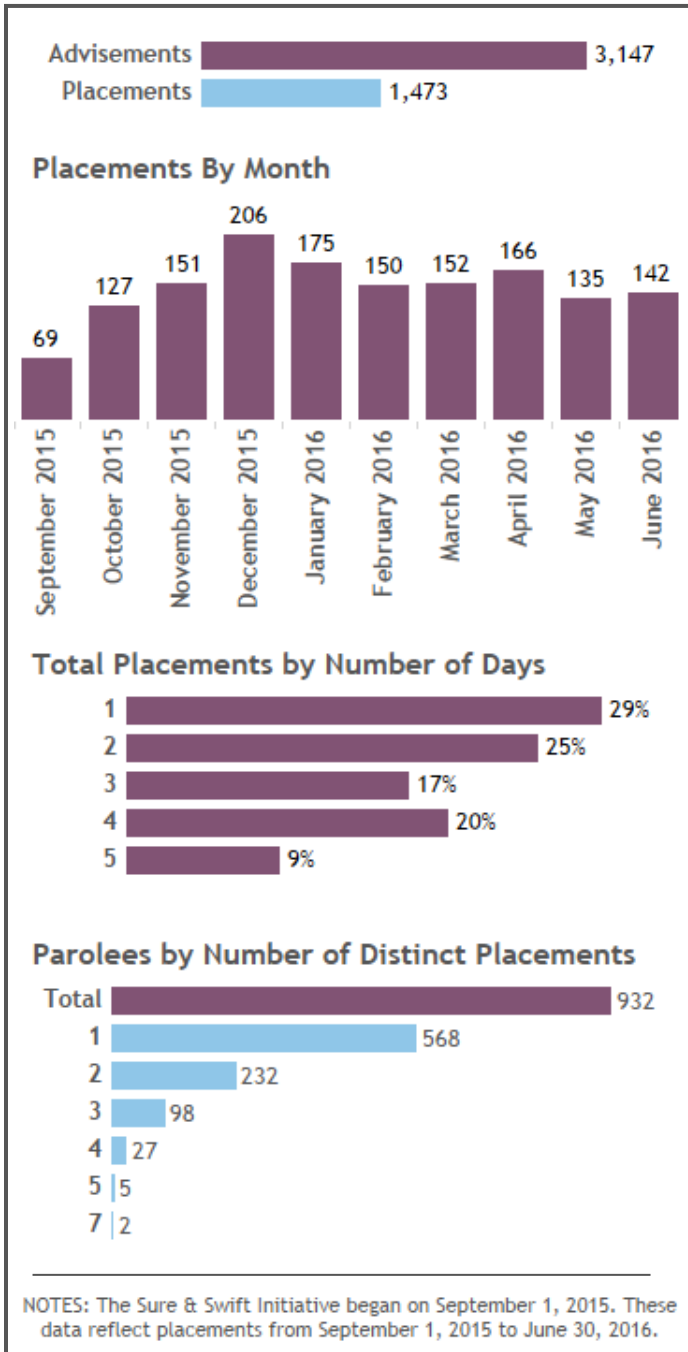 Advisements 3,147
Placements 1,473
Placements By Month
69 127 151 206 175 150 152 166 135 142
September 2015 October 2015 November 2015 December 2015 January 2016 February 2016 March 2016 April 2016 May 2016 June 2016
Total Placements by Number of Days
1 29%
2 25%
3 17%
4 20%
5 9%
Parolees by Number of Distinct Placements
Total 932
1 568
2 232
3 98
4 27
5 5
7 2
NOTES: The Sure & Swift Initiative began on September 1, 2015. These
data reflect placements from September 1, 2015 to June 30, 2016.